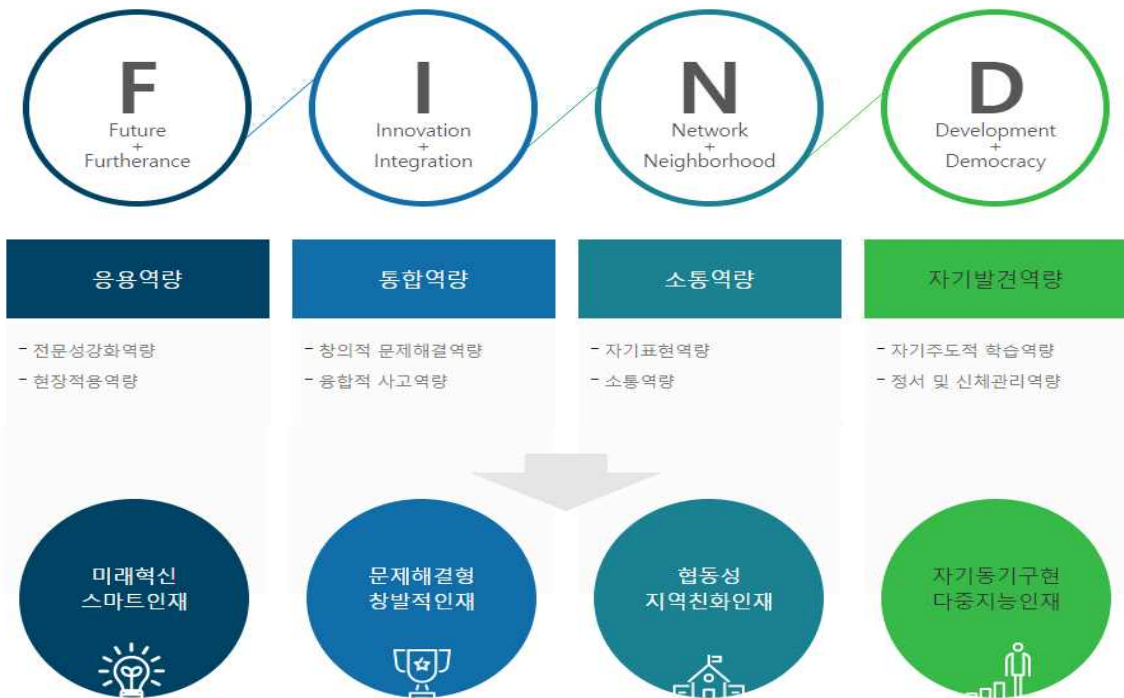 F
Future
+
Furtherance
I
Innovation
+
Integration
N
Network
+
Neighborhood
D
Development
+
Democracy
응용역량
- 전문성강화역량
- 현장적용역량
통합역량
- 창의적 문제해결역량
- 융합적 사고역량
소통역량
- 자기표현역량
- 소통역량
자기발견역량
- 자기주도적 학습역량
- 정서 및 신체관리역량
미래혁신
스마트인재
문제해결형
창발적인재
협동성
지역친화인재
자기동기구현
다중지능인재